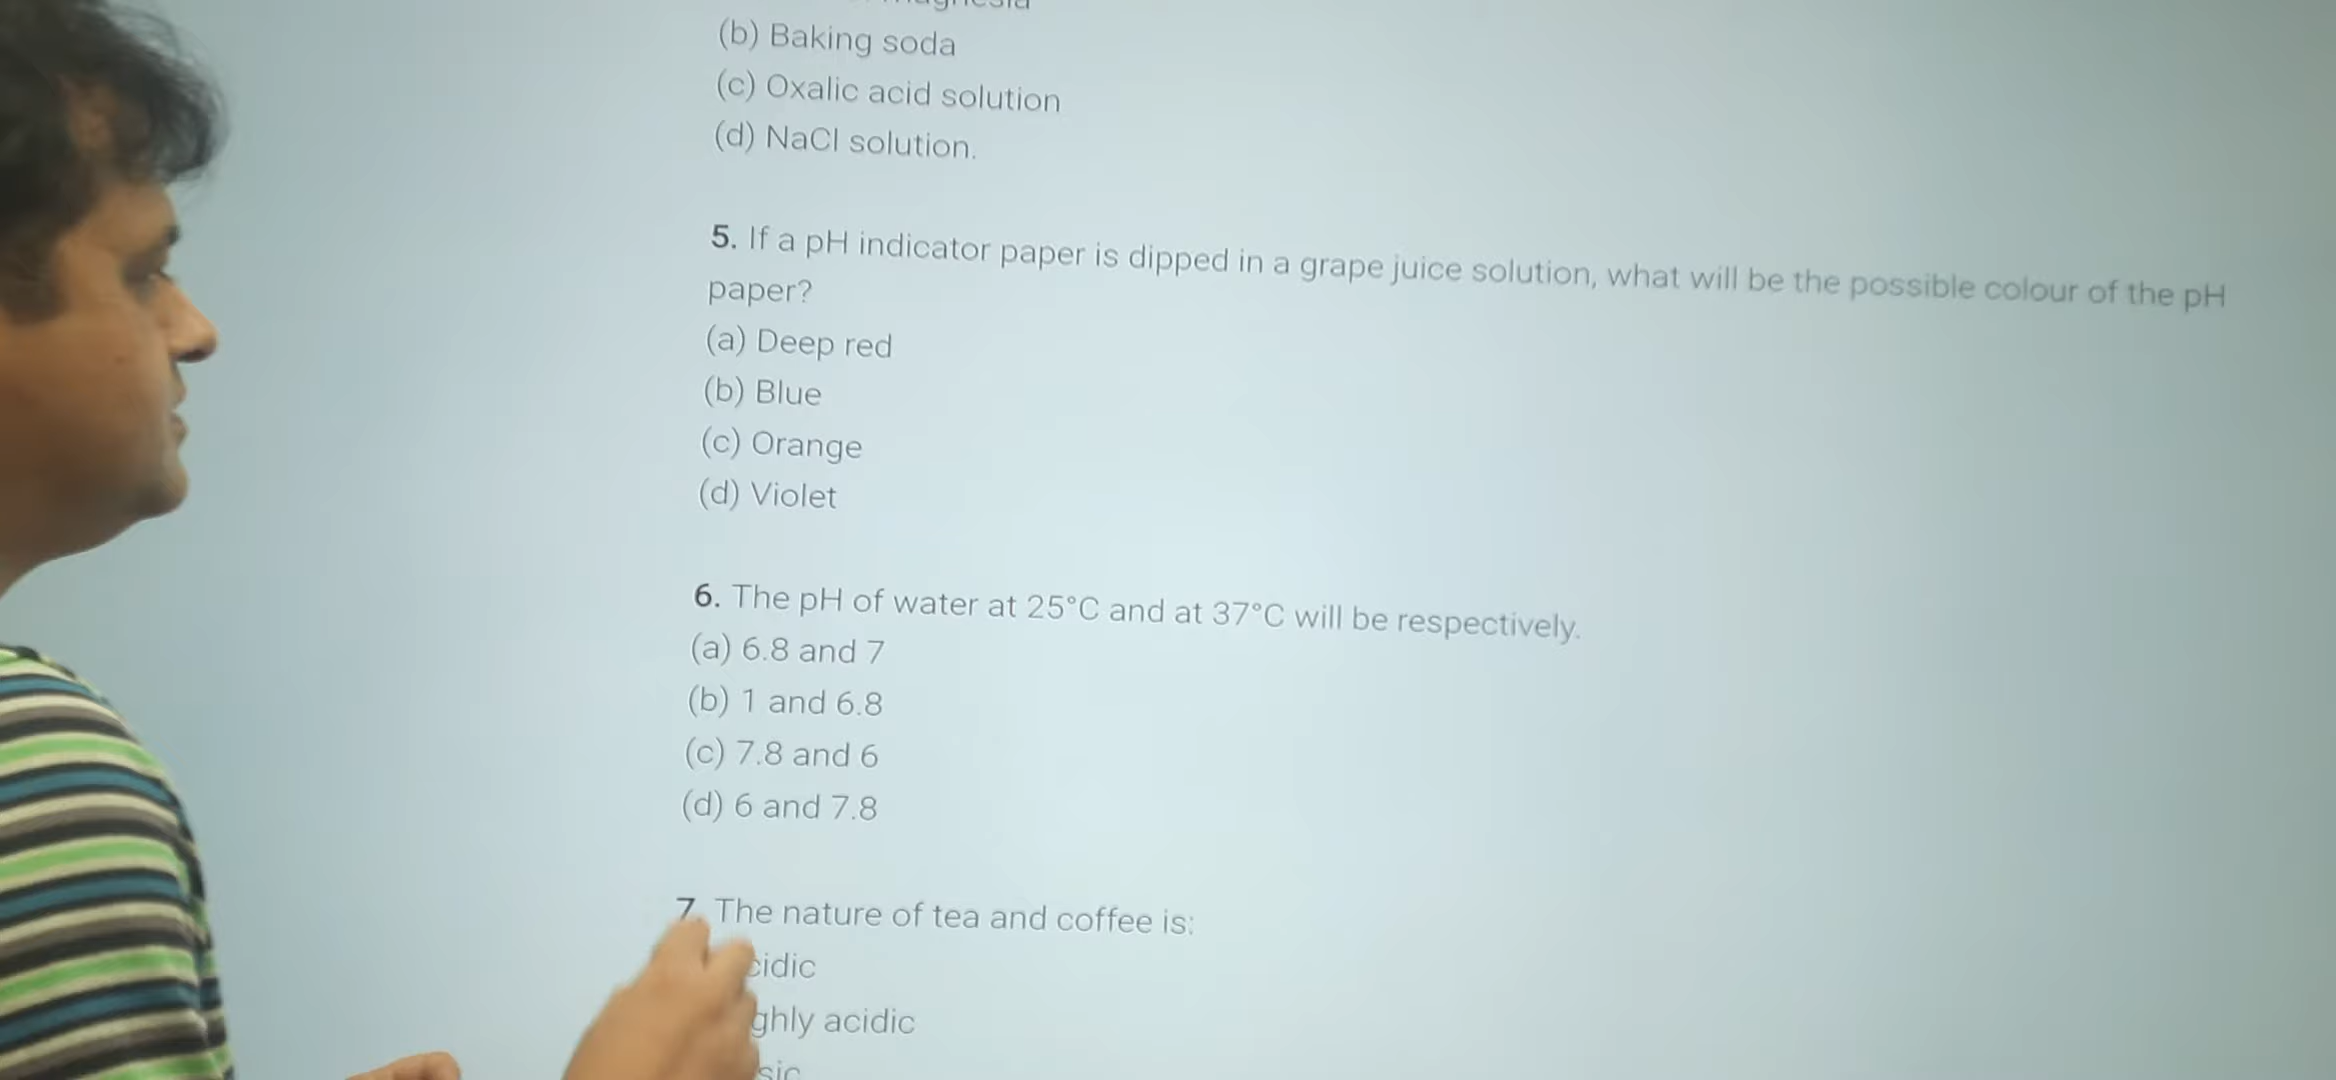 (b) Baking soda
(c) Oxalic acid solution
(d) NaCl solution.
5. If a pH indicator paper is dipped in a grape juice solution, what will be the possible colour of the pH
paper?
(a) Deep red
(b) Blue
(c) Orange
(d) Violet
6. The pH of water at 25°C and at 37°C will be respectively.
(a) 6.8 and 7
(b) 1 and 6.8
(c) 7.8 and 6
(d) 6 and 7.8
7. The nature of tea and coffee is:
cidic
ghly acidic